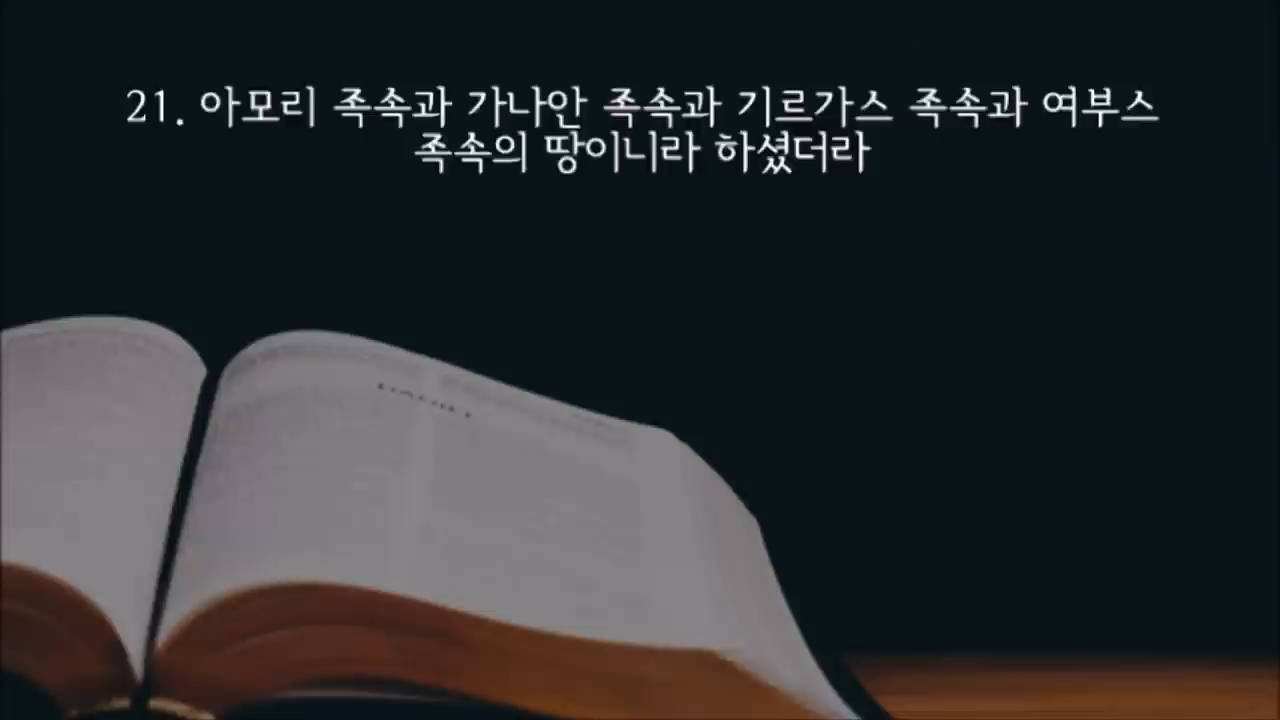 21. 아모리 족속과 가나안 족속과 기르가스 족속과 여부스
족속의 땅이니라 하셨더라